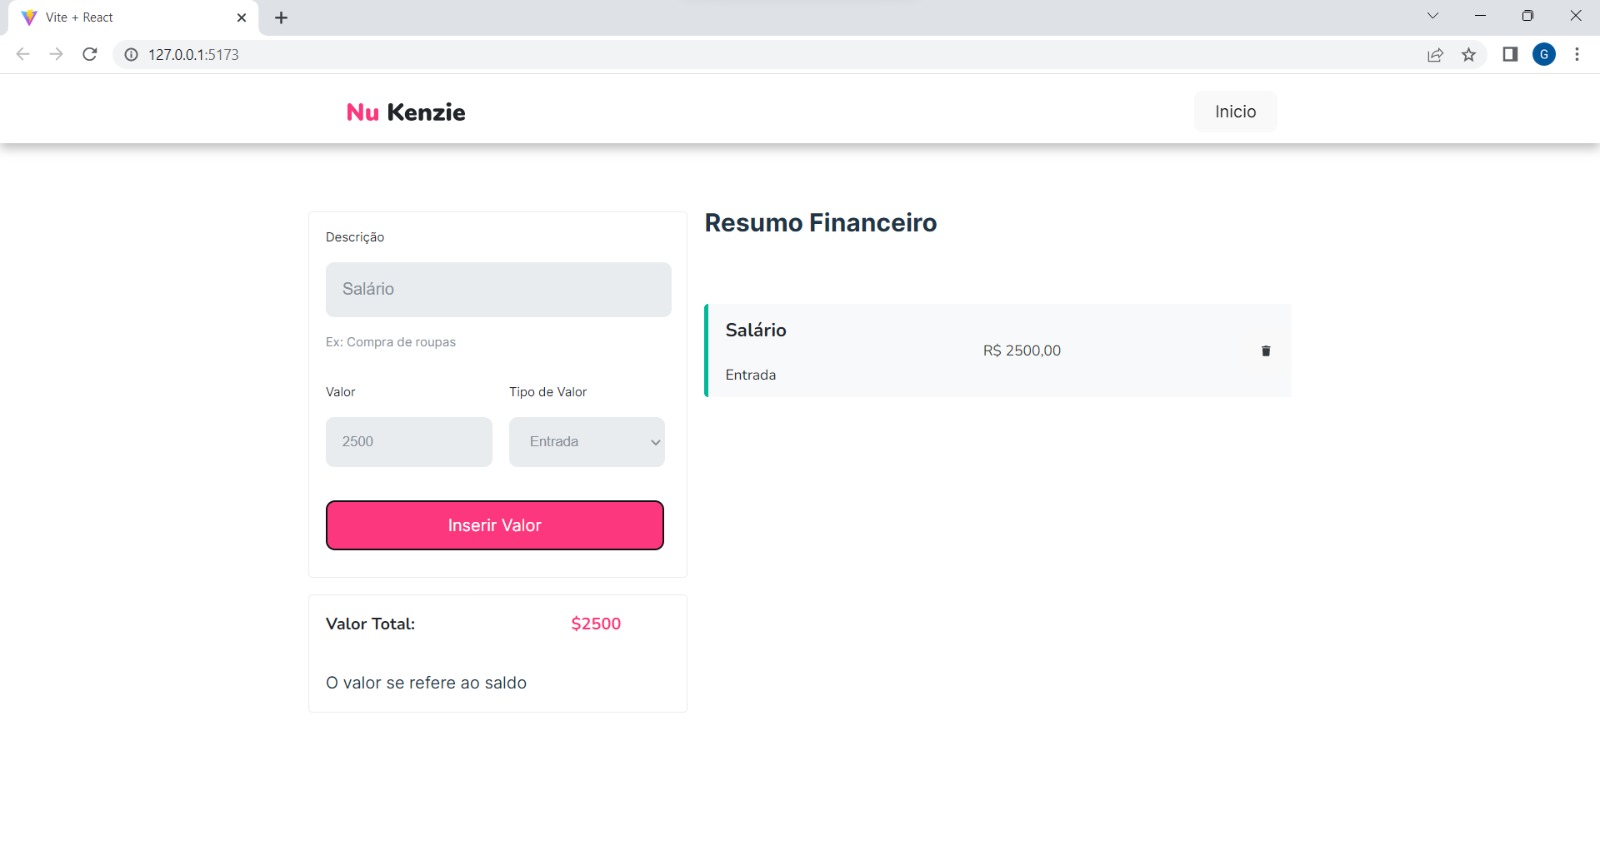 Vite + React
127.0.0.1:5173
G
Nu Kenzie
Inicio
Descrição
Salário
Ex: Compra de roupas
Valor
Tipo de Valor
2500
Entrada
Inserir Valor
Valor Total:
$2500
O valor se refere ao saldo
Resumo Financeiro
Salário
R$ 2500,00
Entrada